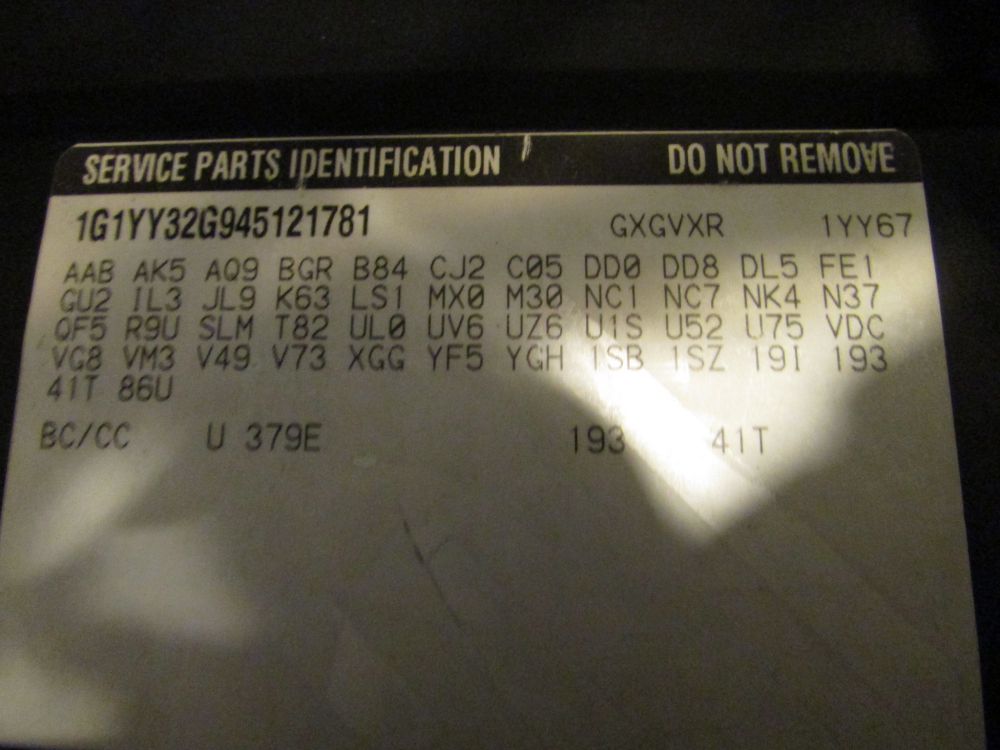 SERVICE PARTS IDENTIFICATION DO NOT REMOVE
1G1YY32G945121781 GXGVXR 1YY67
AAB AK5 AQ9 BGR B84 CJ2 C05 DD0 DD8 DL5 FE1
GU2 IL3 JL9 K63 LS1 MX0 M30 NC1 NC7 NK4 N37
QF5 R9U SLM T82 UL0 UV6 UZ6 U1S U52 U75 VDC
VG8 VM3 V49 V73 XGG YF5 YGH 1SB 1SZ 19I 193
41T 86U
BC/CC U 379E 193 41T